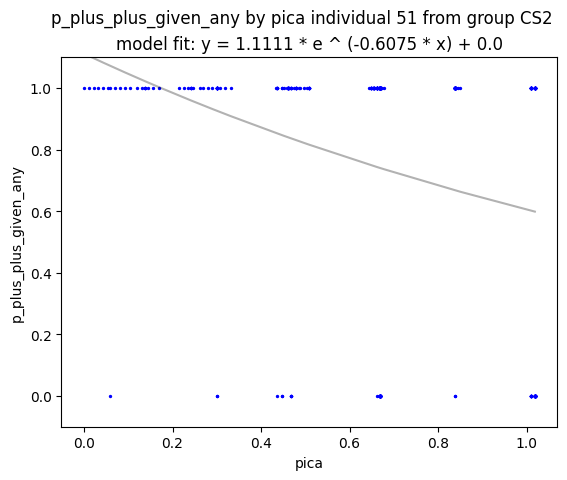 p_plus_plus_given_any by pica individual 51 from group CS2
model fit: y = 1.1111 * e ^ (-0.6075 * x) + 0.0
1.0
0.8
0.6
0.4
0.2
0.0
p_plus_plus_given_any
0.0 0.2 0.4 0.6 0.8 1.0
pica